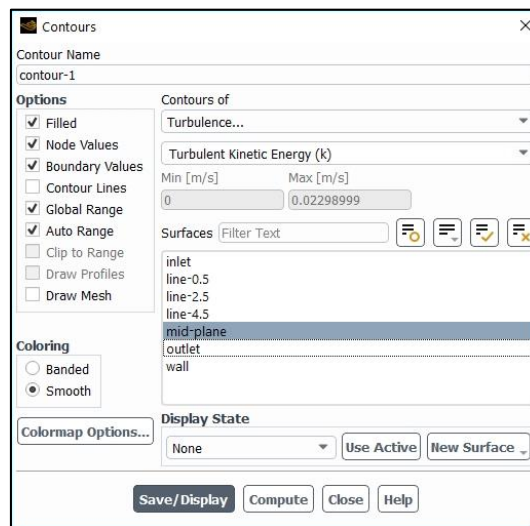 Contours
Contour Name
contour-1
Options
Filled
Node Values
Boundary Values
Contour Lines
Global Range
Auto Range
Clip to Range
Draw Profiles
Draw Mesh
Coloring
Banded
Smooth
Colormap Options...
Contours of
Turbulence...
Turbulent Kinetic Energy (k)
Min [m/s] Max [m/s]
0 0.02298999
Surfaces Filter Text
inlet
line-0.5
line-2.5
line-4.5
mid-plane
outlet
wall
Display State
None Use Active New Surface
Save/Display Compute Close Help